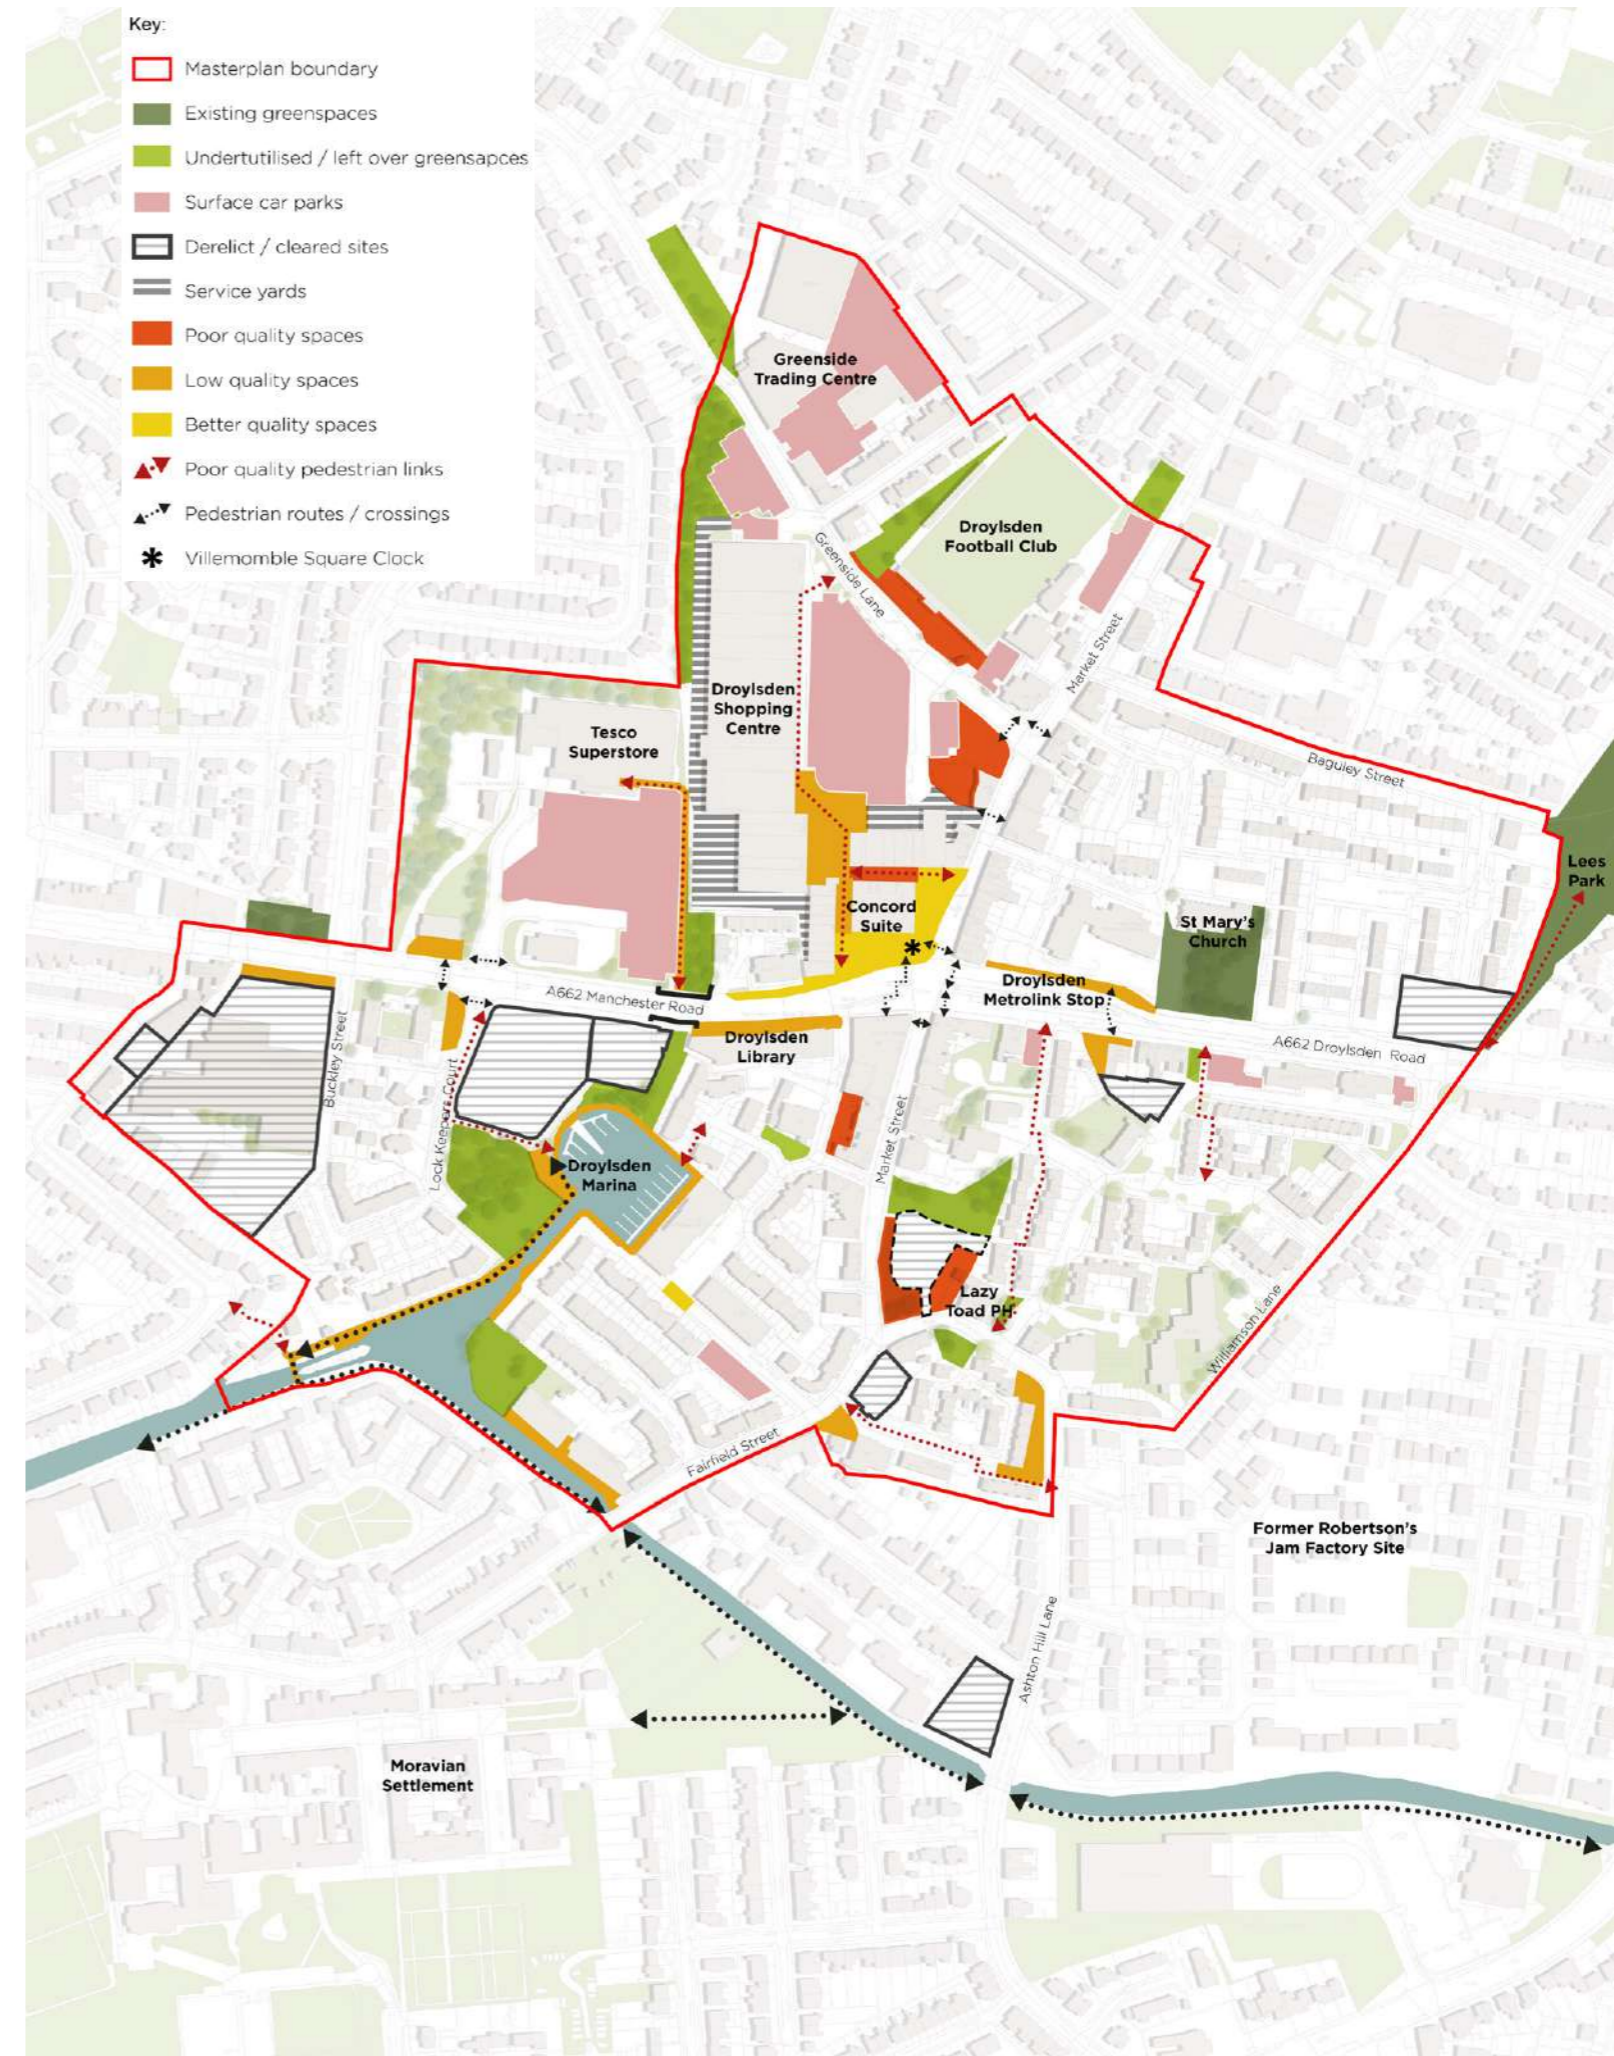 Key:
Masterplan boundary
Existing greenspaces
Undertutilised / left over greensapces
Surface car parks
Derelict / cleared sites
Service yards
Poor quality spaces
Low quality spaces
Better quality spaces
Poor quality pedestrian links
Pedestrian routes / crossings
Villemomble Square Clock
Greenside
Trading Centre
Droylsden
Football Club
Greenside Lane
Market Street
Droylsden
Shopping
Centre
Tesco
Superstore
Baguley Street
Lees
Park
Concord
Suite
St Mary's
Church
Droylsden
Metrolink Stop
A662 Manchester Road
Droylsden
Library
A662 Droylsden Road
Buckley Street
Lock Keepers Court
Market Street
Droylsden
Marina
Lazy
Toad PH
Williamson Lane
Fairfield Street
Former Robertson's
Jam Factory Site
Ashton Hill Lane
Moravian
Settlement